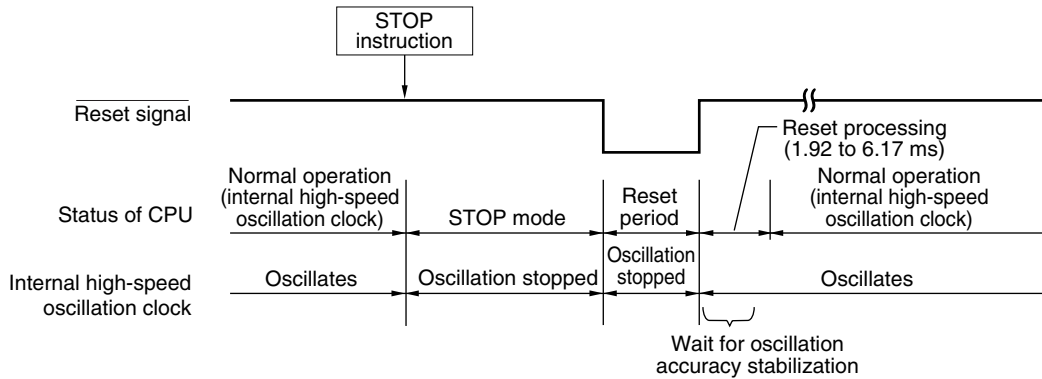 STOP
instruction
Reset signal
Reset processing
(1.92 to 6.17 ms)
Status of CPU
Normal operation
(internal high-speed
oscillation clock)
STOP mode
Reset
period
Normal operation
(internal high-speed
oscillation clock)
Internal high-speed
oscillation clock
Oscillates
Oscillation stopped
Oscillation
stopped
Oscillates
Wait for oscillation
accuracy stabilization